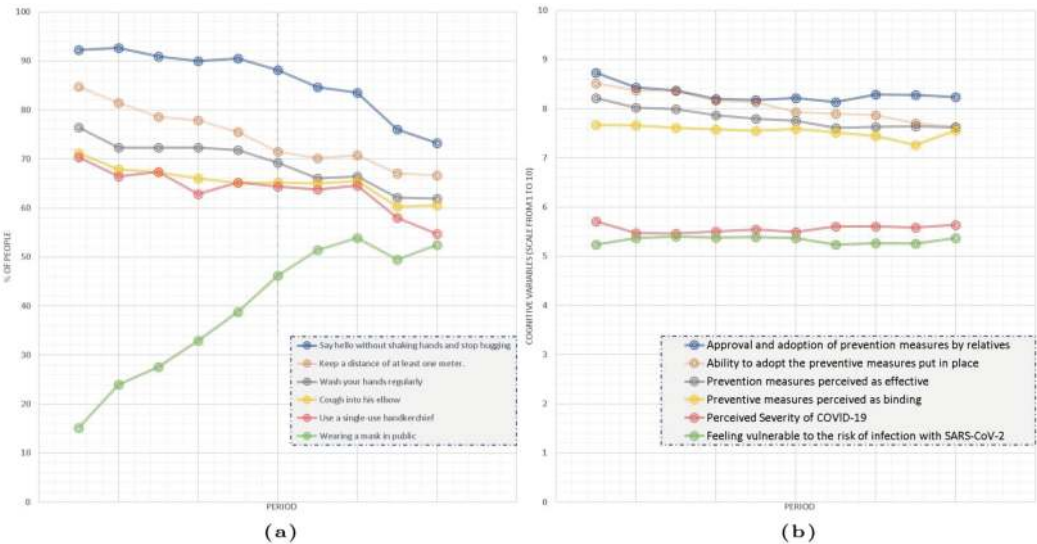 100
90
80
70
60
50
40
30
20
10
0
% OF PEOPLE
Say hello without shaking hands and stop hugging
Keep a distance of at least one meter.
Wash your hands regularly
Cough into his elbow
Use a single-use handkerchief
Wearing a mask in public
PERIOD
(a)
10
9
8
7
6
5
4
3
2
1
0
COGNITIVE VARIABLES (SCALE FROM 1 TO 10)
Approval and adoption of prevention measures by relatives
Ability to adopt the preventive measures put in place
Prevention measures perceived as effective
Preventive measures perceived as binding
Perceived Severity of COVID-19
Feeling vulnerable to the risk of infection with SARS-CoV-2
PERIOD
(b)